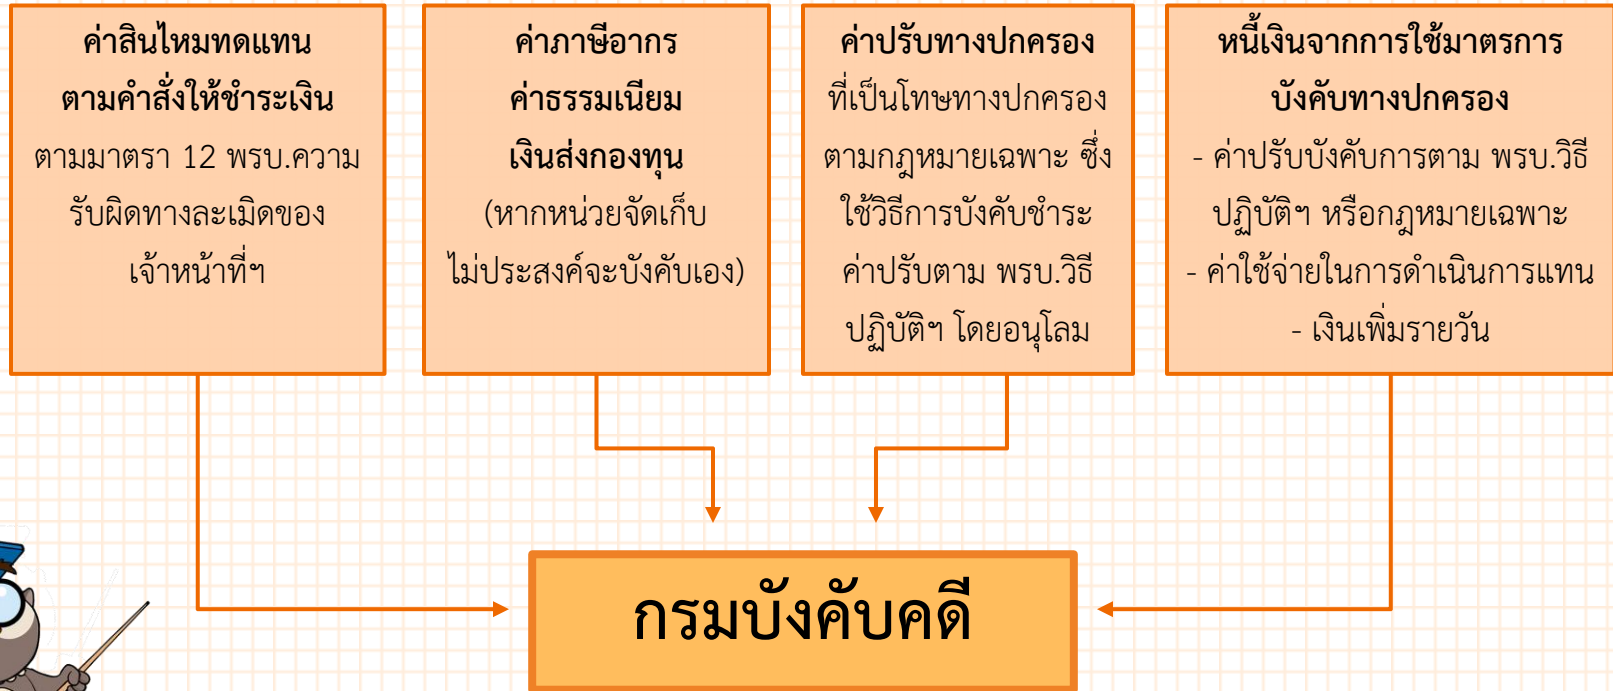 ค่าสินไหมทดแทน
ตามคำสั่งให้ชำระเงิน
ตามมาตรา 12 พรบ.ความ
รับผิดทางละเมิดของ
เจ้าหน้าที่ฯ
ค่าภาษีอากร
ค่าธรรมเนียม
เงินส่งกองทุน
(หากหน่วยจัดเก็บ
ไม่ประสงค์จะบังคับเอง)
ค่าปรับทางปกครอง
ที่เป็นโทษทางปกครอง
ตามกฎหมายเฉพาะ ซึ่ง
ใช้วิธีการบังคับชำระ
ค่าปรับตาม พรบ.วิธี
ปฏิบัติฯ โดยอนุโลม
หนี้เงินจากการใช้มาตรการ
บังคับทางปกครอง
- ค่าปรับบังคับการตาม พรบ.วิธี
ปฏิบัติฯ หรือกฎหมายเฉพาะ
- ค่าใช้จ่ายในการดำเนินการแทน
- เงินเพิ่มรายวัน
กรมบังคับคดี